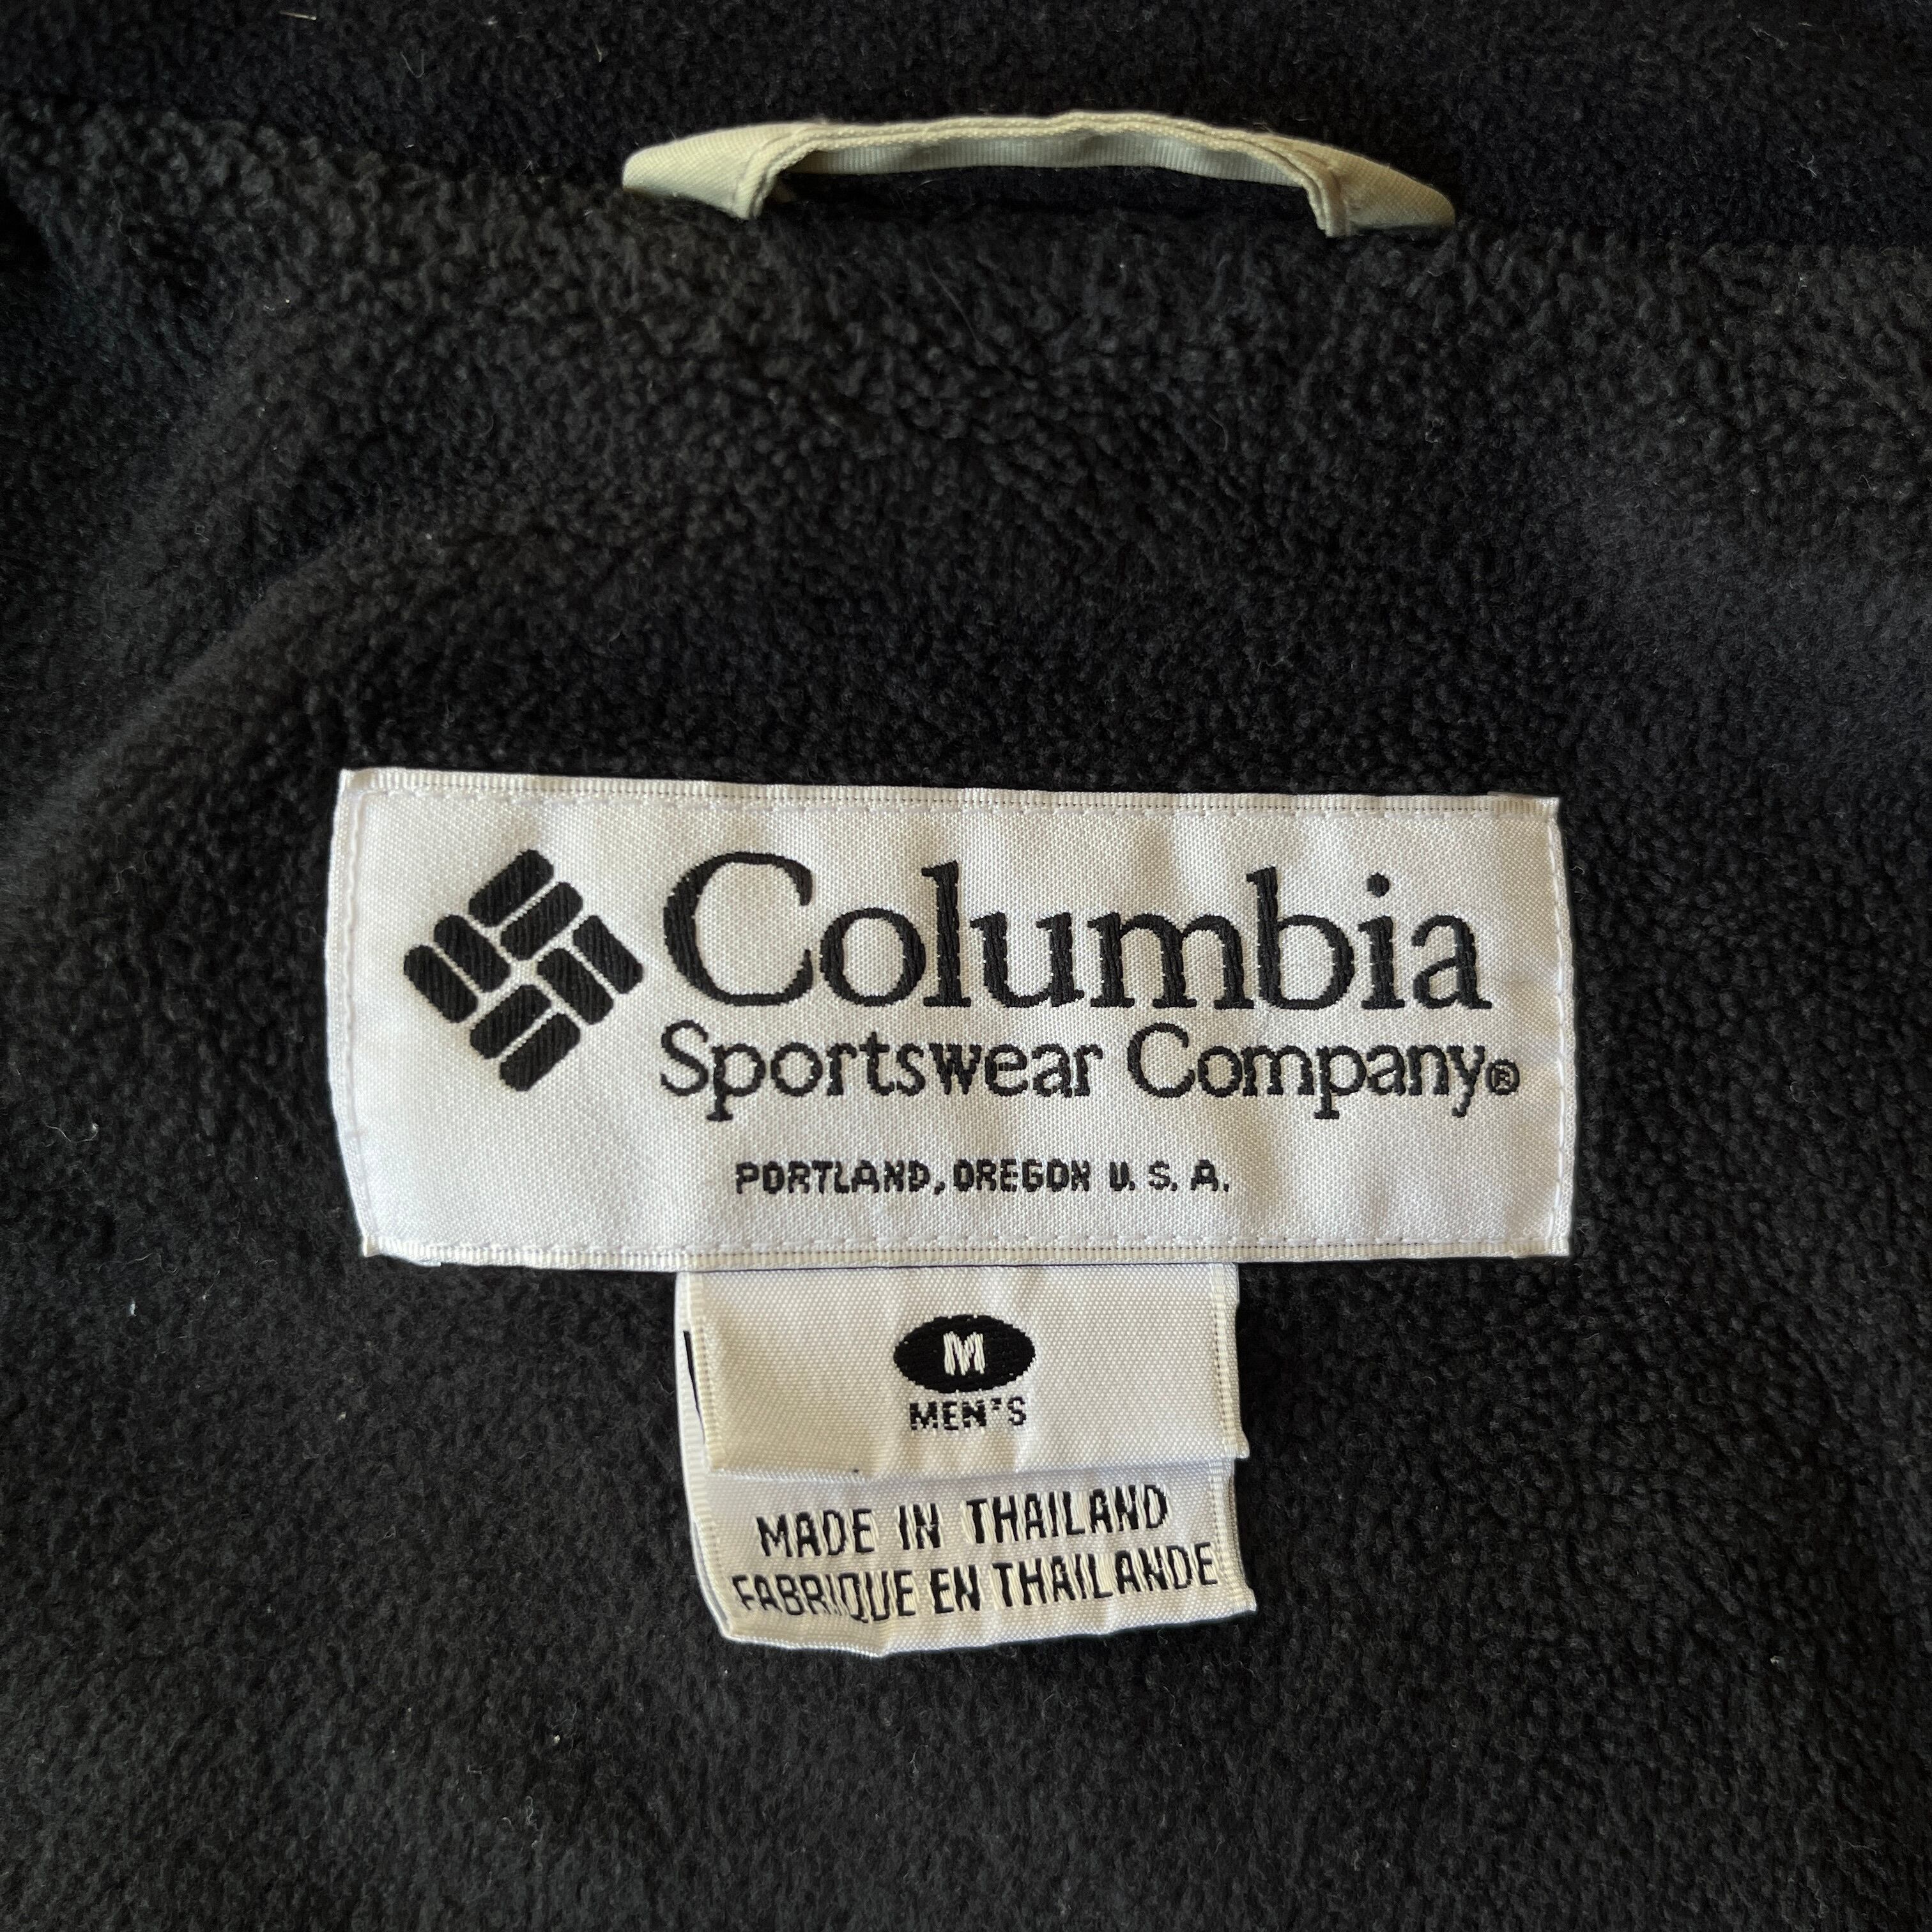 Columbia
Sportswear Company®
PORTLAND, OREGON U.S.A.
M
MEN'S
MADE IN THAILAND
FABRIQUE EN THAILANDE